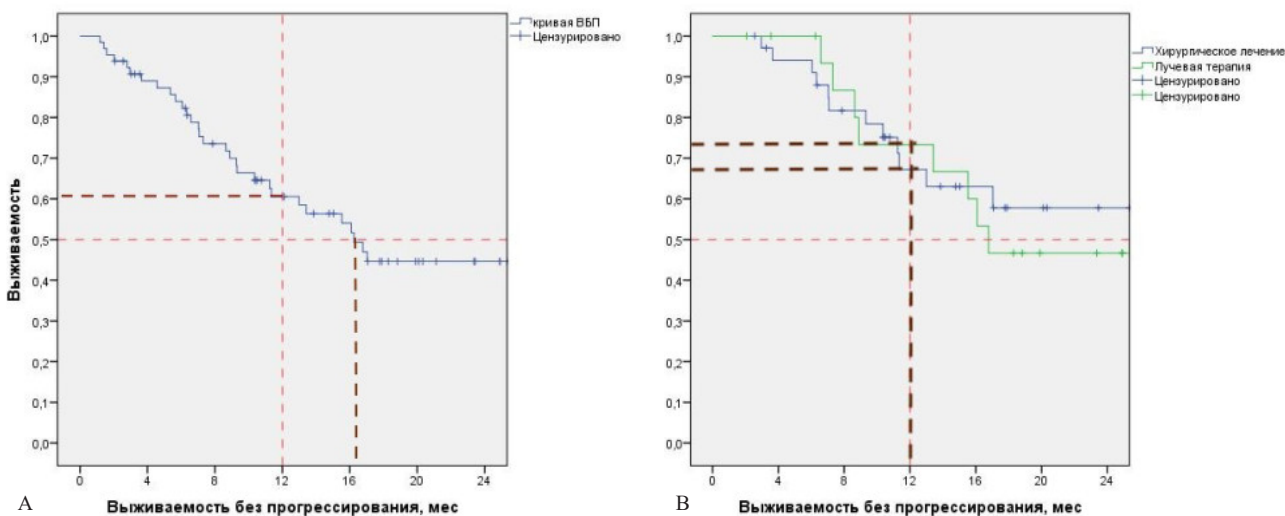 кривая ВБП
Цензурировано
1,0
0,9
0,8
0,7
0,6
0,5
0,4
0,3
0,2
0,1
0,0
Выживаемость
0 4 8 12 16 20 24
A Выживаемость без прогрессирования, мес
Хирургическое лечение
Лучевая терапия
Цензурировано
Цензурировано
1,0
0,9
0,8
0,7
0,6
0,5
0,4
0,3
0,2
0,1
0,0
0 4 8 12 16 20 24
B Выживаемость без прогрессирования, мес